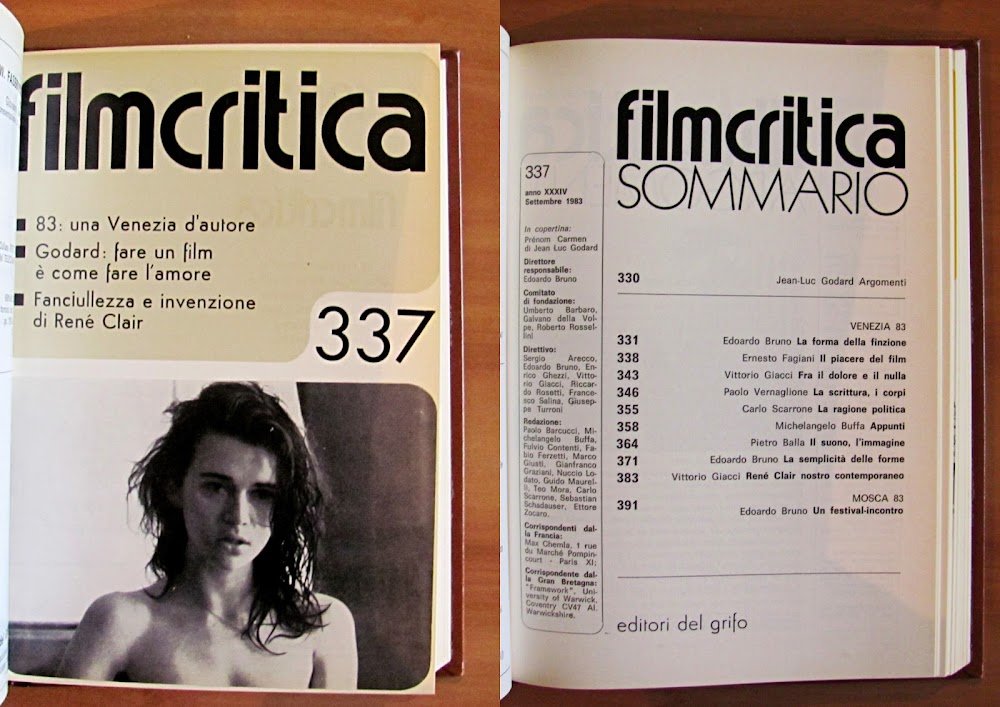 filmcritica
83: una Venezia d'autore
Godard: fare un film
è come fare l'amore
Fanciullezza e invenzione
di René Clair
337
filmcritica
SOMMARIO
337
anno XXXIV
Settembre 1983
In copertina:
Prénom Carmen
di Jean Luc Godard
Direttore
responsabile:
Edoardo Bruno
Comitato
di fondazione:
Umberto Barbaro,
Galvano della Vol-
pe, Roberto Rossel-
lini
Direttivo:
Sergio Arecco,
Edoardo Bruno, En-
rico Ghezzi, Vitto-
rio Giacci, Riccar-
do Rosetti, France-
sco Salina, Giusep-
pe Turroni
Redazione:
Paolo Barcucci, Mi-
chelangelo Buffa,
Fulvio Contenti, Fa-
bio Ferzetti, Marco
Giusti, Gianfranco
Graziani, Nuccio Lo-
dato, Guido Maurel-
li, Teo Mora, Carlo
Scarrone, Sebastian
Schadauser, Ettore
Zocaro.
Corrispondenti dal-
la Francia:
Max Chemla, 1 rue
du Marché Pompin-
court - Paris XI;
Corrispondente dal-
la Gran Bretagna:
"Framework", Uni-
versity of Warwick,
Coventry CV47 Al,
Warwickshire.
330 Jean-Luc Godard Argomenti
VENEZIA 83
331 Edoardo Bruno La forma della finzione
338 Ernesto Fagiani Il piacere del film
343 Vittorio Giacci Fra il dolore e il nulla
346 Paolo Vernaglione La scrittura, i corpi
355 Carlo Scarrone La ragione politica
358 Michelangelo Buffa Appunti
364 Pietro Balla Il suono, l'immagine
371 Edoardo Bruno La semplicità delle forme
383 Vittorio Giacci René Clair nostro contemporaneo
MOSCA 83
391 Edoardo Bruno Un festival-incontro
editori del grifo